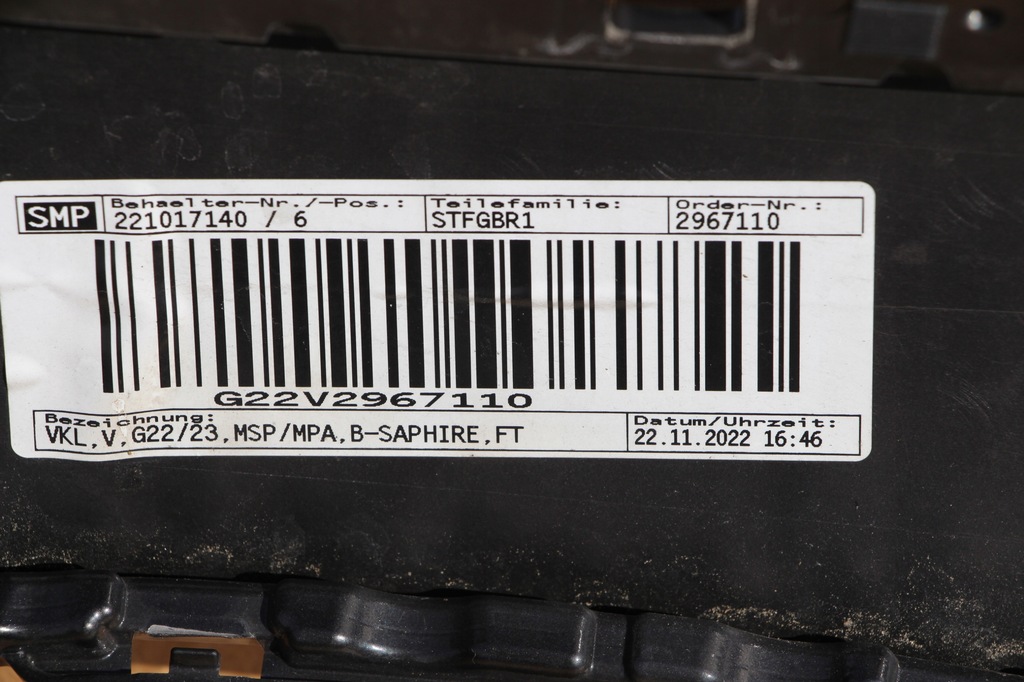 SMP
Behaelter-Nr./-Pos.: Teilefamilie: Order-Nr.:
221017140 / 6 STFGBR1 2967110
G22V2967110
Bezeichnung: Datum/Uhrzeit:
VKL,V,G22/23,MSP/MPA,B-SAPHIRE,FT 22.11.2022 16:46